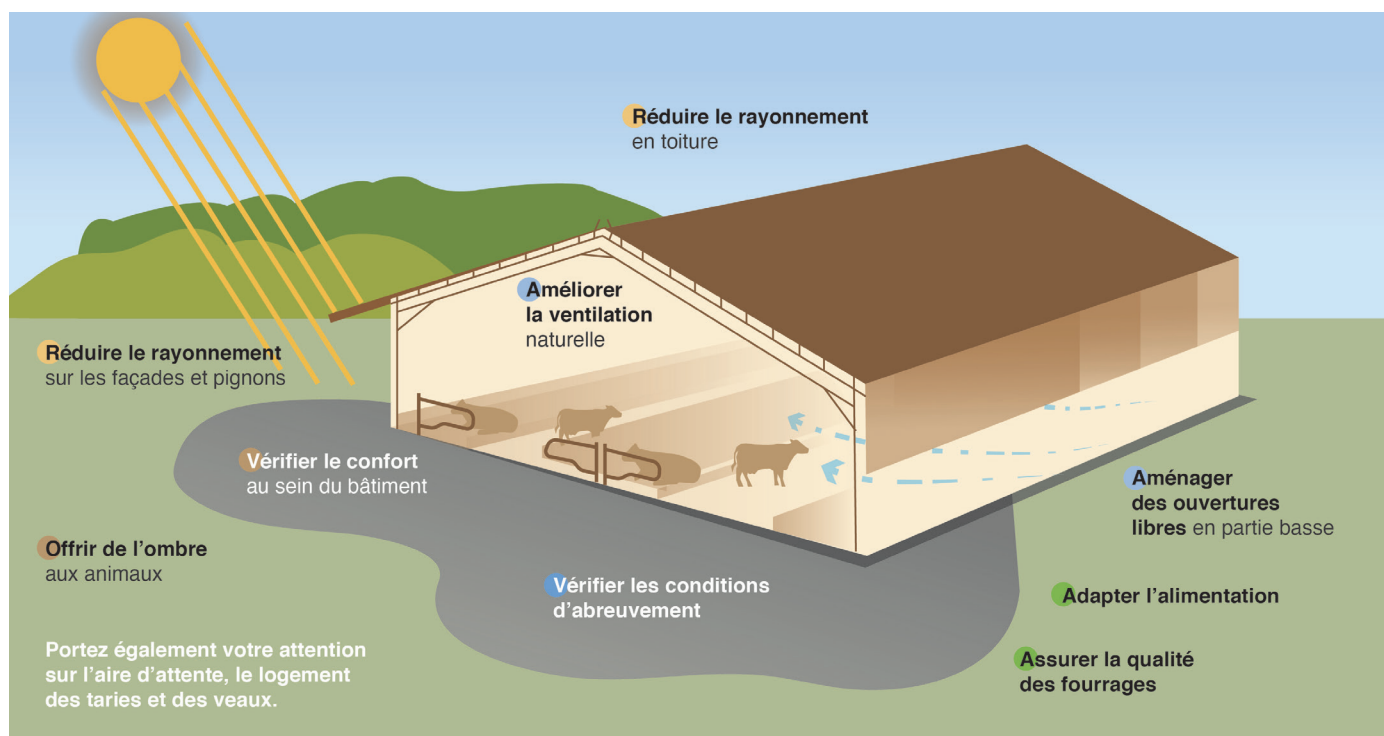 Réduire le rayonnement
en toiture
Améliorer
la ventilation
naturelle
Réduire le rayonnement
sur les façades et pignons
Vérifier le confort
au sein du bâtiment
Aménager
des ouvertures
libres en partie basse
Offrir de l’ombre
aux animaux
Vérifier les conditions
d’abreuvement
Adapter l’alimentation
Portez également votre attention
sur l’aire d’attente, le logement
des taries et des veaux.
Assurer la qualité
des fourrages